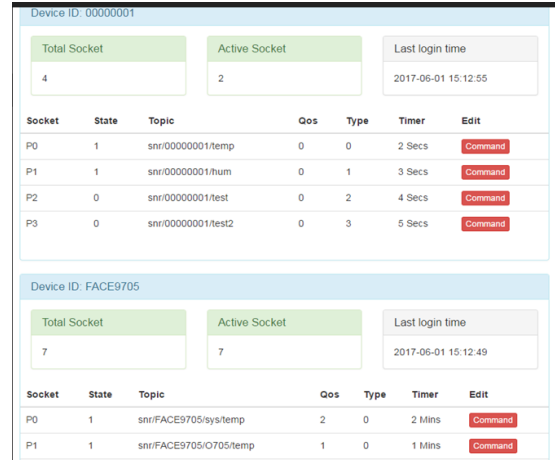 Device ID: 00000001
Total Socket Active Socket Last login time
4 2 2017-06-01 15:12:55
Socket State Topic Qos Type Timer Edit
P0 1 snr/00000001/temp 0 0 2 Secs Command
P1 1 snr/00000001/hum 0 1 3 Secs Command
P2 0 snr/00000001/test 0 2 4 Secs Command
P3 0 snr/00000001/test2 0 3 5 Secs Command
Device ID: FACE9705
Total Socket Active Socket Last login time
7 7 2017-06-01 15:12:49
Socket State Topic Qos Type Timer Edit
P0 1 snr/FACE9705/sys/temp 2 0 2 Mins Command
P1 1 snr/FACE9705/O705/temp 1 0 1 Mins Command